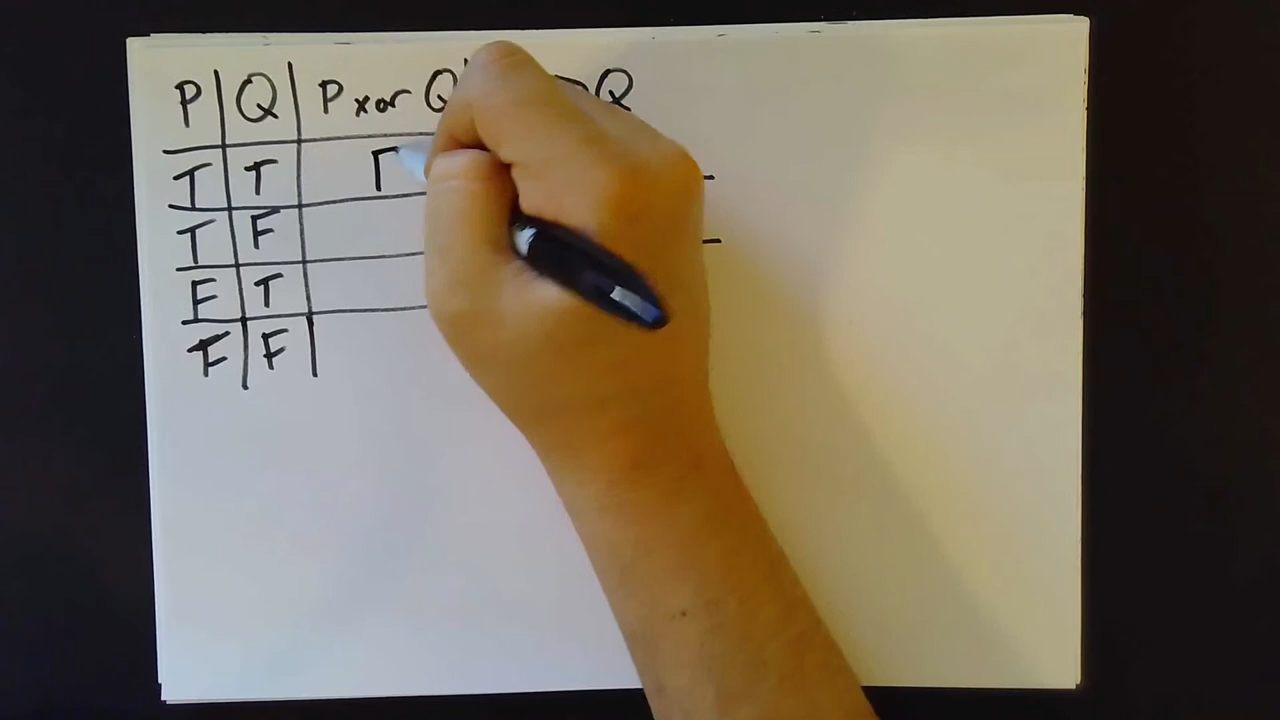 P Q P xor Q Q
T T
T F
F T
F F